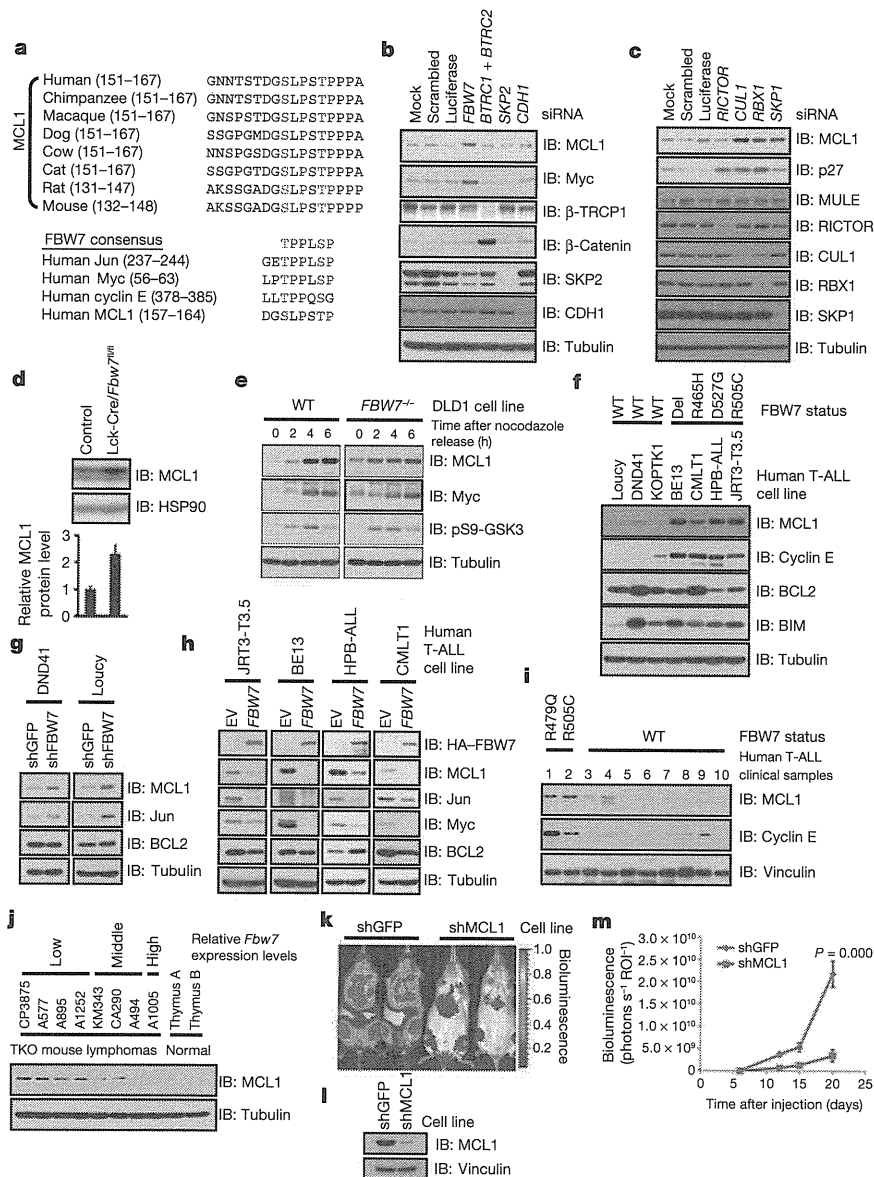 a
MCL1
Human (151–167) GNNTSTDGSLPSTPPPA
Chimpanzee (151–167) GNNTSTDGSLPSTPPPA
Macaque (151–167) GNSPSTDGSLPSTPPPA
Dog (151–167) SSGPGMDGSLPSTPPPA
Cow (151–167) NNSPGSDGSLPSTPPPA
Cat (151–167) SSGPGTDGSLPSTPPPA
Rat (131–147) AKSSGADGSLPSTPPPP
Mouse (132–148) AKSSGADGSLPSTPPPP
FBW7 consensus TPPLSP
Human Jun (237–244) GETPPLSP
Human Myc (56–63) LPTPPLSP
Human cyclin E (378–385) LLTPPQSG
Human MCL1 (157–164) DGSLPSTP
b
Mock
Scrambled
Luciferase
FBW7
BTRC1 + BTRC2
SKP2
CDH1
siRNA
IB: MCL1
IB: Myc
IB: β-TRCP1
IB: β-Catenin
IB: SKP2
IB: CDH1
IB: Tubulin
c
Mock
Scrambled
Luciferase
RICTOR
CUL1
RBX1
SKP1
siRNA
IB: MCL1
IB: p27
IB: MULE
IB: RICTOR
IB: CUL1
IB: RBX1
IB: SKP1
IB: Tubulin
d
Control
Lck-Cre/Fbw7fl/fl
IB: MCL1
IB: HSP90
Relative MCL1
protein level
3
2
1
0
e
WT FBW7−/− DLD1 cell line
0 2 4 6 0 2 4 6 Time after nocodazole
release (h)
IB: MCL1
IB: Myc
IB: pS9-GSK3
IB: Tubulin
f
WT
WT
WT
Del
R465H
D527G
R505C
FBW7 status
Loucy
DND41
KOPTK1
BE13
CMLT1
HPB-ALL
JRT3-T3.5
Human T-ALL
cell line
IB: MCL1
IB: Cyclin E
IB: BCL2
IB: BIM
IB: Tubulin
g
DND41
Loucy
shGFP
shFBW7
shGFP
shFBW7
IB: MCL1
IB: Jun
IB: BCL2
IB: Tubulin
h
JRT3-T3.5
BE13
HPB-ALL
CMLT1
Human
T-ALL
cell line
EV
FBW7
EV
FBW7
EV
FBW7
EV
FBW7
IB: HA–FBW7
IB: MCL1
IB: Jun
IB: Myc
IB: BCL2
IB: Tubulin
i
R479Q
R505C
WT
FBW7 status
Human T-ALL
1 2 3 4 5 6 7 8 9 10 clinical samples
IB: MCL1
IB: Cyclin E
IB: Vinculin
j
Low
Middle
High
Relative Fbw7
expression levels
CP3875
A577
A895
A1252
KM343
CA290
A494
A1005
Thymus A
Thymus B
TKO mouse lymphomas Normal
IB: MCL1
IB: Tubulin
k
shGFP shMCL1 Cell line
1.0
0.8
0.6
0.4
0.2
Bioluminescence
l
shGFP
shMCL1
Cell line
IB: MCL1
IB: Vinculin
m
Bioluminescence
(photons s−1 ROI−1)
3.0 × 10¹⁰
2.5 × 10¹⁰
2.0 × 10¹⁰
1.5 × 10¹⁰
1.0 × 10¹⁰
5.0 × 10⁹
0
shGFP
shMCL1
P = 0.000
0 5 10 15 20 25
Time after injection (days)